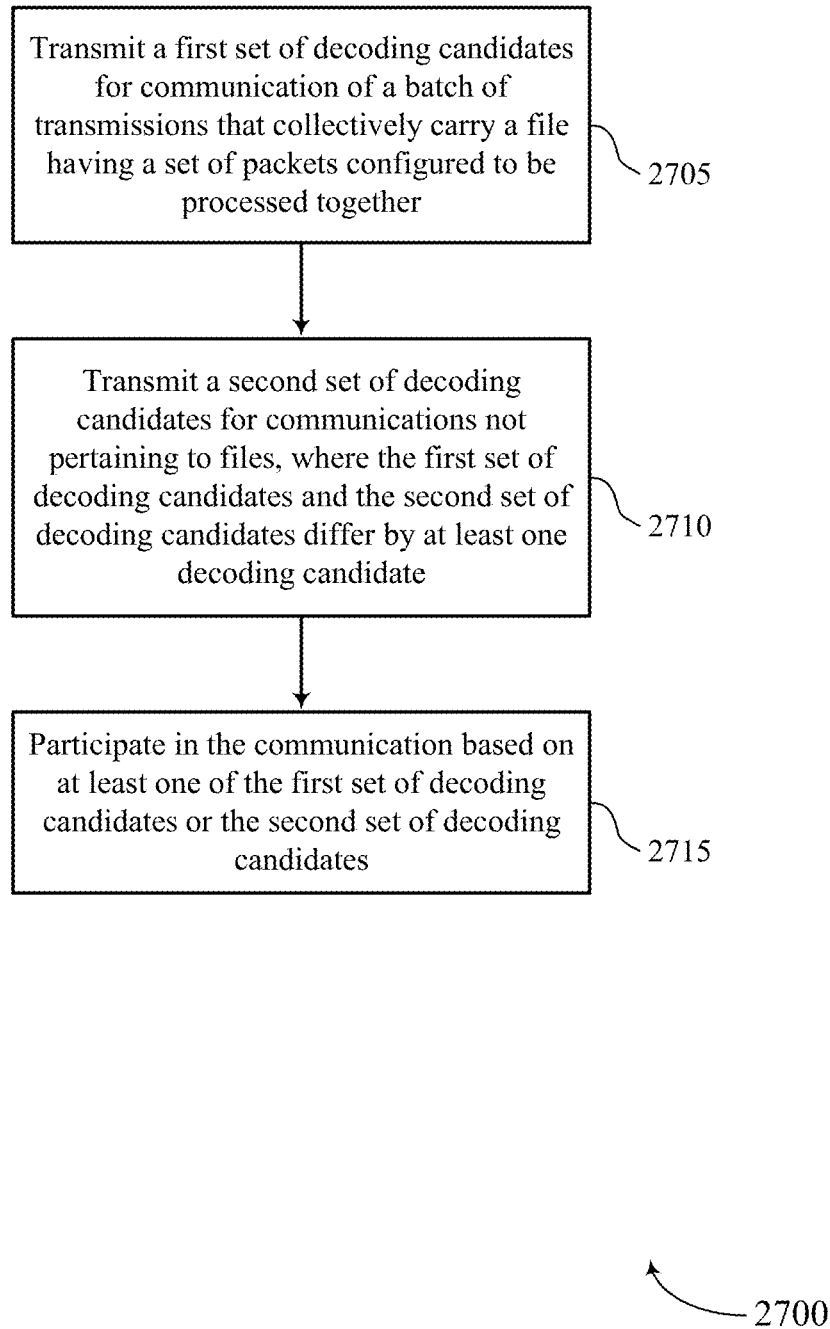 Transmit a first set of decoding candidates
for communication of a batch of
transmissions that collectively carry a file
having a set of packets configured to be
processed together
2705
Transmit a second set of decoding
candidates for communications not
pertaining to files, where the first set of
decoding candidates and the second set of
decoding candidates differ by at least one
decoding candidate
2710
Participate in the communication based on
at least one of the first set of decoding
candidates or the second set of decoding
candidates
2715
2700